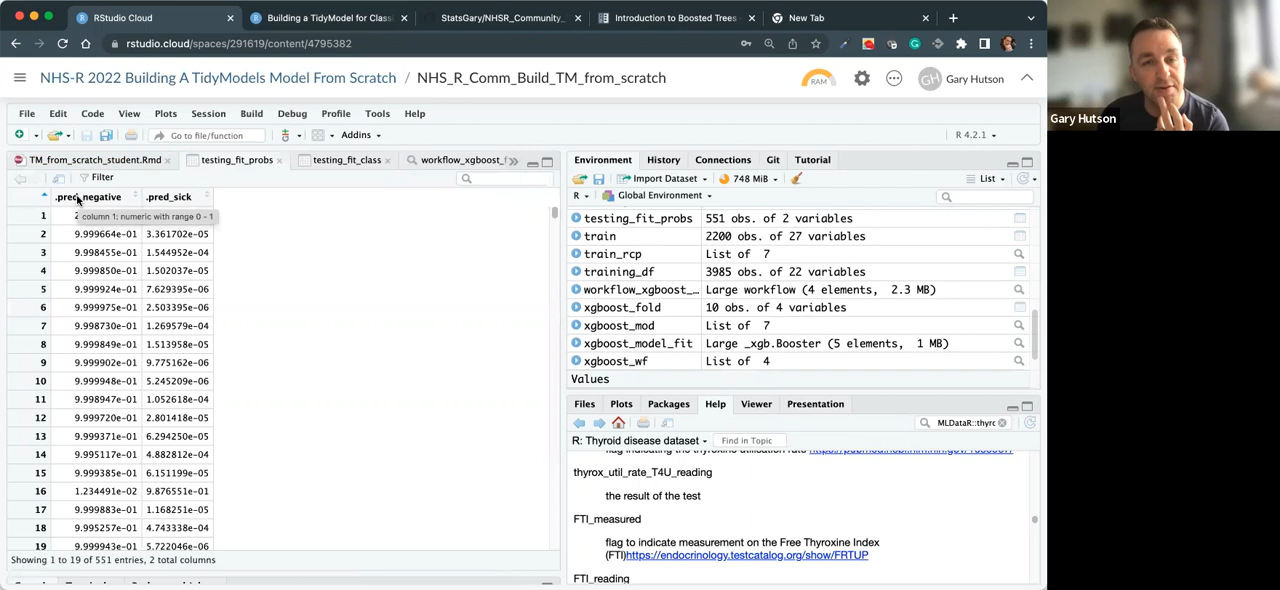 RStudio Cloud
Building a TidyModel for Class
StatsGary/NHSR_Community_
Introduction to Boosted Trees -
New Tab
rstudio.cloud/spaces/291619/content/4795382
NHS-R 2022 Building A TidyModels Model From Scratch / NHS_R_Comm_Build_TM_from_scratch
RAM
GH Gary Hutson
File Edit Code View Plots Session Build Debug Profile Tools Help
Go to file/function
Addins
R 4.2.1
TM_from_scratch_student.Rmd
testing_fit_probs
testing_fit_class
workflow_xgboost_f
Filter
.pred_negative .pred_sick
column 1: numeric with range 0 - 1
1
2 9.999664e-01 3.361702e-05
3 9.998455e-01 1.544952e-04
4 9.999850e-01 1.502037e-05
5 9.999924e-01 7.629395e-06
6 9.999975e-01 2.503395e-06
7 9.998730e-01 1.269579e-04
8 9.999849e-01 1.513958e-05
9 9.999902e-01 9.775162e-06
10 9.999948e-01 5.245209e-06
11 9.998947e-01 1.052618e-04
12 9.999720e-01 2.801418e-05
13 9.999371e-01 6.294250e-05
14 9.995117e-01 4.882812e-04
15 9.999385e-01 6.151199e-05
16 1.234491e-02 9.876551e-01
17 9.999883e-01 1.168251e-05
18 9.995257e-01 4.743338e-04
19 9.999943e-01 5.722046e-06
Showing 1 to 19 of 551 entries, 2 total columns
Environment History Connections Git Tutorial
Import Dataset
748 MiB
List
R
Global Environment
testing_fit_probs 551 obs. of 2 variables
train 2200 obs. of 27 variables
train_rcp List of 7
training_df 3985 obs. of 22 variables
workflow_xgboost_… Large workflow (4 elements, 2.3 MB)
xgboost_fold 10 obs. of 4 variables
xgboost_mod List of 7
xgboost_model_fit Large _xgb.Booster (5 elements, 1 MB)
xgboost_wf List of 4
Values
Files Plots Packages Help Viewer Presentation
MLDataR::thyrc
R: Thyroid disease dataset
Find in Topic
flag indicating the thyroxine utilisation rate
thyrox_util_rate_T4U_reading
the result of the test
FTI_measured
flag to indicate measurement on the Free Thyroxine Index
(FTI)https://endocrinology.testcatalog.org/show/FRTUP
FTI_reading
Gary Hutson